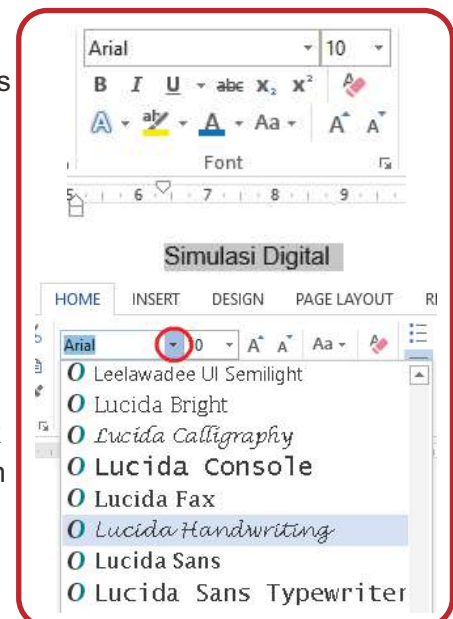 s
Arial 10
B I U abc X₂ X²
A ab A Aa A A
Font
5 6 7 8 9
Simulasi Digital
HOME INSERT DESIGN PAGE LAYOUT
Arial 0 A A Aa
O Leelawadee UI Semilight
O Lucida Bright
O Lucida Calligraphy
O Lucida Console
O Lucida Fax
O Lucida Handwriting
O Lucida Sans
O Lucida Sans Typewriter